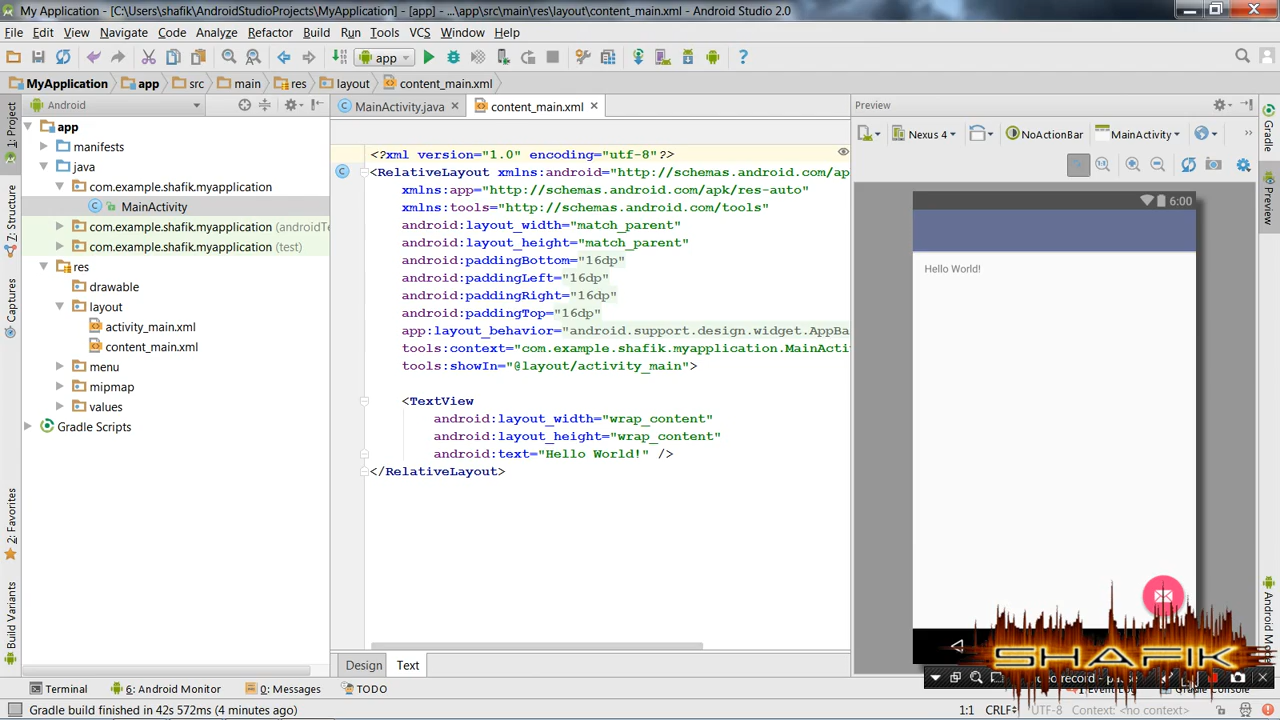 My Application - [C:\Users\shafik\AndroidStudioProjects\MyApplication] - [app] - ...\app\src\main\res\layout\content_main.xml - Android Studio 2.0
File Edit View Navigate Code Analyze Refactor Build Run Tools VCS Window Help
app
MyApplication app src main res layout content_main.xml
1: Project
7: Structure
Captures
2: Favorites
Build Variants
Android
app
manifests
java
com.example.shafik.myapplication
MainActivity
com.example.shafik.myapplication (androidTe
com.example.shafik.myapplication (test)
res
drawable
layout
activity_main.xml
content_main.xml
menu
mipmap
values
Gradle Scripts
MainActivity.java content_main.xml
<?xml version="1.0" encoding="utf-8"?>
<RelativeLayout xmlns:android="http://schemas.android.com/ap
xmlns:app="http://schemas.android.com/apk/res-auto"
xmlns:tools="http://schemas.android.com/tools"
android:layout_width="match_parent"
android:layout_height="match_parent"
android:paddingBottom="16dp"
android:paddingLeft="16dp"
android:paddingRight="16dp"
android:paddingTop="16dp"
app:layout_behavior="android.support.design.widget.AppBa
tools:context="com.example.shafik.myapplication.MainActi
tools:showIn="@layout/activity_main">
<TextView
android:layout_width="wrap_content"
android:layout_height="wrap_content"
android:text="Hello World!" />
</RelativeLayout>
Design Text
Preview
Nexus 4 NoActionBar MainActivity
6:00
Hello World!
Gradle
Preview
Android Mo
SHAFIK
Terminal 6: Android Monitor 0: Messages TODO
Gradle build finished in 42s 572ms (4 minutes ago)
1:1 CRLF UTF-8 Context: <no context>